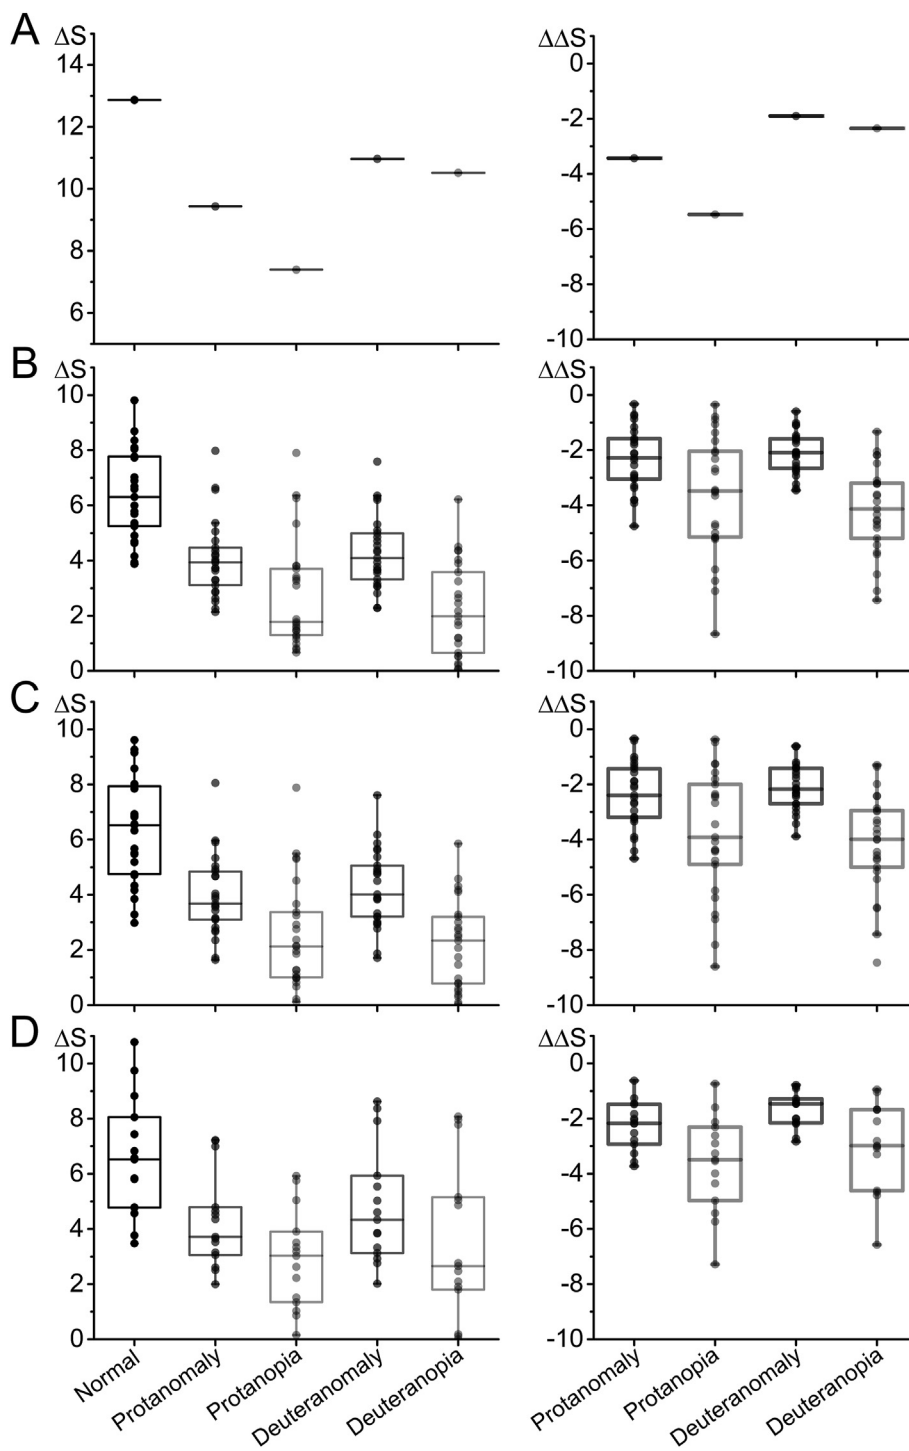 A
ΔS
14
12
10
8
6
ΔΔS
0
-2
-4
-6
-8
-10
B
ΔS
10
8
6
4
2
0
ΔΔS
0
-2
-4
-6
-8
-10
C
ΔS
10
8
6
4
2
0
ΔΔS
0
-2
-4
-6
-8
-10
D
ΔS
10
8
6
4
2
0
Normal
Protanomaly
Protanopia
Deuteranomaly
Deuteranopia
ΔΔS
0
-2
-4
-6
-8
-10
Protanomaly
Protanopia
Deuteranomaly
Deuteranopia